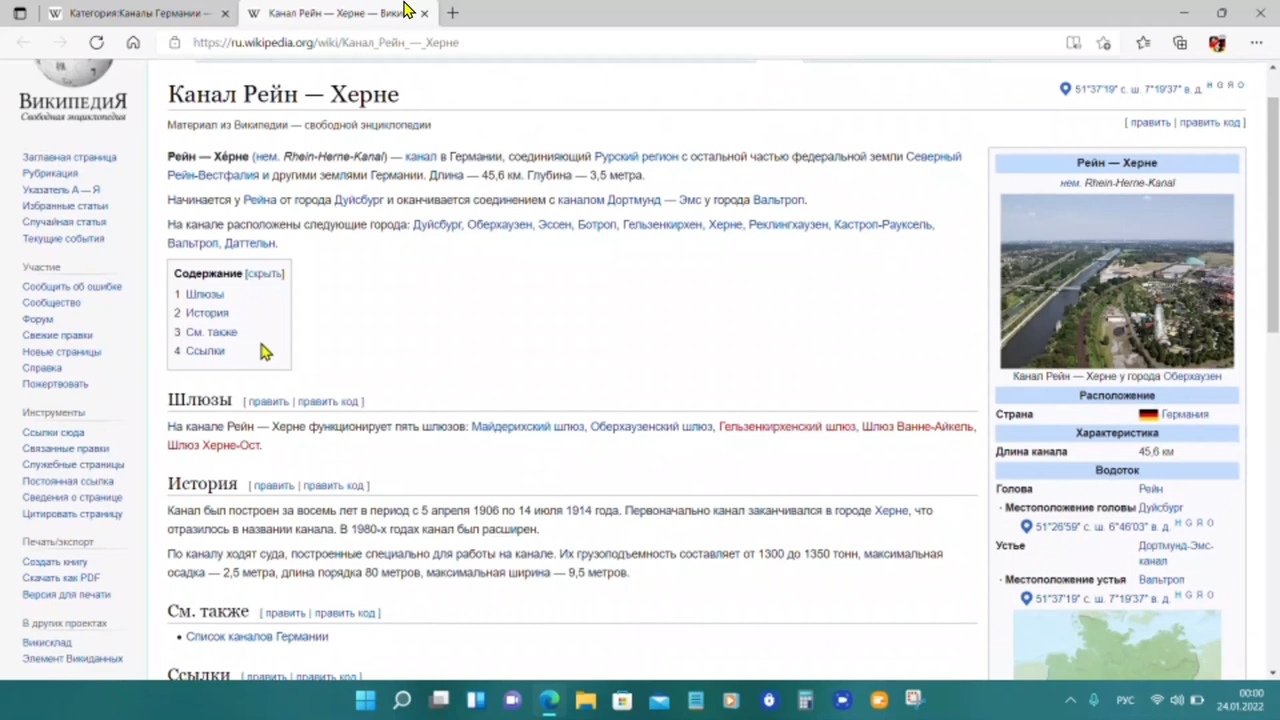 Категория:Каналы Германии —
Канал Рейн — Херне — Вики
https://ru.wikipedia.org/wiki/Канал_Рейн_—_Херне
ВИКИПЕДИЯ
Свободная энциклопедия
Заглавная страница
Рубрикация
Указатель А — Я
Избранные статьи
Случайная статья
Текущие события
Участие
Сообщить об ошибке
Сообщество
Форум
Свежие правки
Новые страницы
Справка
Пожертвовать
Инструменты
Ссылки сюда
Связанные правки
Служебные страницы
Постоянная ссылка
Сведения о странице
Цитировать страницу
Печать/экспорт
Создать книгу
Скачать как PDF
Версия для печати
В других проектах
Викисклад
Элемент Викиданных
Канал Рейн — Херне
51°37′19″ с. ш. 7°19′37″ в. д. H G Я O
Материал из Википедии — свободной энциклопедии
[ править | править код ]
Рейн — Хе́рне (нем. Rhein-Herne-Kanal) — канал в Германии, соединяющий Рурский регион с остальной частью федеральной земли Северный
Рейн-Вестфалия и другими землями Германии. Длина — 45,6 км. Глубина — 3,5 метра.
Начинается у Рейна от города Дуйсбург и оканчивается соединением с каналом Дортмунд — Эмс у города Вальтроп.
На канале расположены следующие города: Дуйсбург, Оберхаузен, Эссен, Ботроп, Гельзенкирхен, Херне, Реклингхаузен, Кастроп-Рауксель,
Вальтроп, Даттельн.
Содержание [скрыть]
1 Шлюзы
2 История
3 См. также
4 Ссылки
Шлюзы [ править | править код ]
На канале Рейн — Херне функционирует пять шлюзов: Майдерихский шлюз, Оберхаузенский шлюз, Гельзенкирхенский шлюз, Шлюз Ванне-Айкель,
Шлюз Херне-Ост.
История [ править | править код ]
Канал был построен за восемь лет в период с 5 апреля 1906 по 14 июля 1914 года. Первоначально канал заканчивался в городе Херне, что
отразилось в названии канала. В 1980-х годах канал был расширен.
По каналу ходят суда, построенные специально для работы на канале. Их грузоподъемность составляет от 1300 до 1350 тонн, максимальная
осадка — 2,5 метра, длина порядка 80 метров, максимальная ширина — 9,5 метров.
См. также [ править | править код ]
Список каналов Германии
Ссылки [ править | править код ]
Рейн — Херне
нем. Rhein-Herne-Kanal
Канал Рейн — Херне у города Оберхаузен
Расположение
Страна Германия
Характеристика
Длина канала 45,6 км
Водоток
Голова Рейн
· Местоположение головы Дуйсбург
51°26′59″ с. ш. 6°46′03″ в. д. H G Я O
Устье Дортмунд-Эмс-
канал
· Местоположение устья Вальтроп
51°37′19″ с. ш. 7°19′37″ в. д. H G Я O
РУС
00:00
24.01.2022